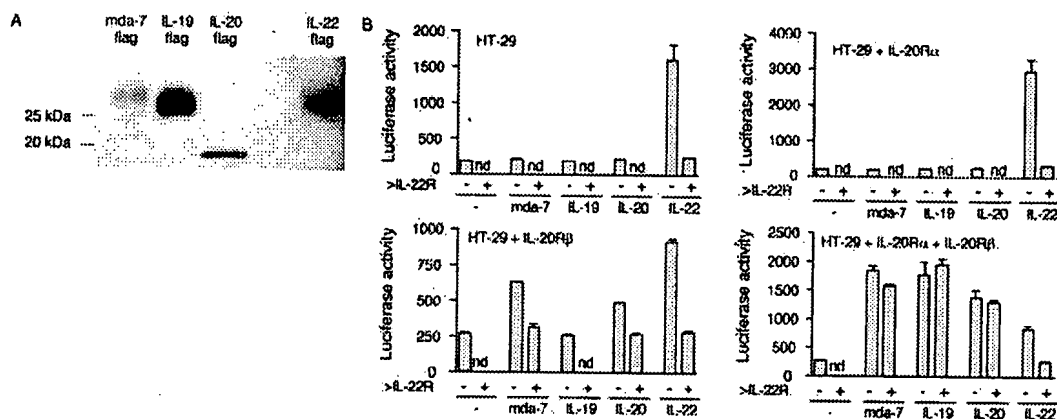 A
mda-7 IL-19 IL-20 IL-22
flag flag flag flag
25 kDa
20 kDa
B
HT-29
Luciferase activity
2000
1500
1000
500
0
nd nd nd nd
>IL-22R - + - + - + - + - +
- mda-7 IL-19 IL-20 IL-22
HT-29 + IL-20Rα
Luciferase activity
4000
3000
2000
1000
0
nd nd nd nd
>IL-22R - + - + - + - + - +
- mda-7 IL-19 IL-20 IL-22
HT-29 + IL-20Rβ
Luciferase activity
1000
750
500
250
0
nd nd
>IL-22R - + - + - + - + - +
- mda-7 IL-19 IL-20 IL-22
HT-29 + IL-20Rα + IL-20Rβ
Luciferase activity
2500
2000
1500
1000
500
0
nd
>IL-22R - + - + - + - + - +
- mda-7 IL-19 IL-20 IL-22